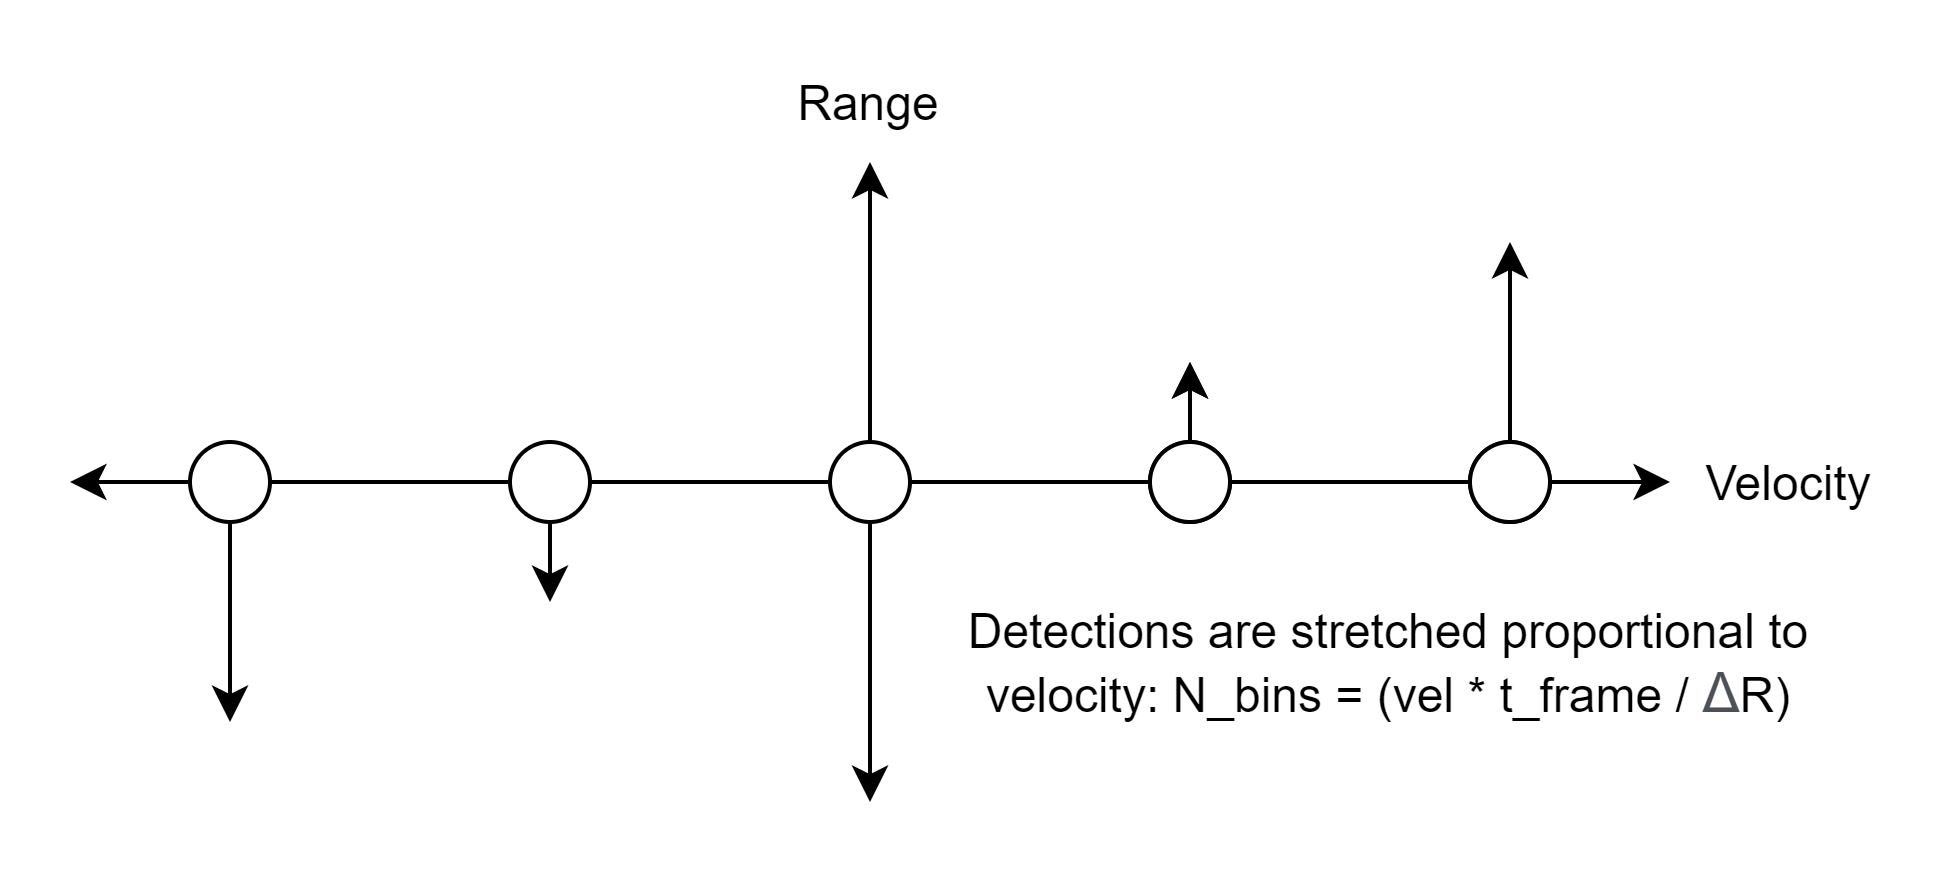 Range
Velocity
Detections are stretched proportional to
velocity: N_bins = (vel * t_frame / ΔR)